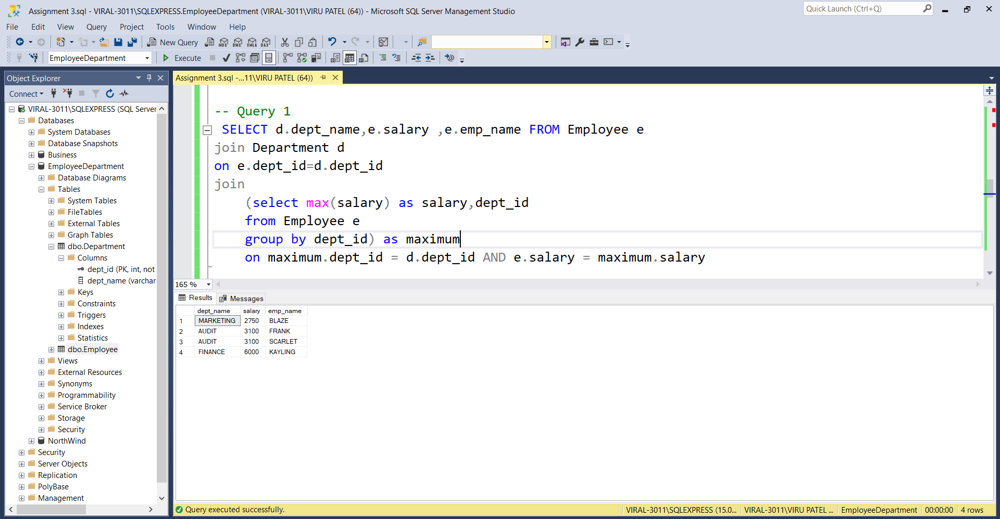 Assignment 3.sql - VIRAL-3011\SQLEXPRESS.EmployeeDepartment (VIRAL-3011\VIRU PATEL (64)) - Microsoft SQL Server Management Studio
Quick Launch (Ctrl+Q)
File Edit View Query Project Tools Window Help
New Query MDX DMX XMLA DAX
EmployeeDepartment Execute
Object Explorer
Connect
VIRAL-3011\SQLEXPRESS (SQL Server
Databases
System Databases
Database Snapshots
Business
EmployeeDepartment
Database Diagrams
Tables
System Tables
FileTables
External Tables
Graph Tables
dbo.Department
Columns
dept_id (PK, int, not
dept_name (varchar
Keys
Constraints
Triggers
Indexes
Statistics
dbo.Employee
Views
External Resources
Synonyms
Programmability
Service Broker
Storage
Security
NorthWind
Security
Server Objects
Replication
PolyBase
Management
Assignment 3.sql -...11\VIRU PATEL (64))
-- Query 1
SELECT d.dept_name,e.salary ,e.emp_name FROM Employee e
join Department d
on e.dept_id=d.dept_id
join
(select max(salary) as salary,dept_id
from Employee e
group by dept_id) as maximum
on maximum.dept_id = d.dept_id AND e.salary = maximum.salary
165 %
Results Messages
dept_name salary emp_name
1 MARKETING 2750 BLAZE
2 AUDIT 3100 FRANK
3 AUDIT 3100 SCARLET
4 FINANCE 6000 KAYLING
Query executed successfully. VIRAL-3011\SQLEXPRESS (15.0... VIRAL-3011\VIRU PATEL ... EmployeeDepartment 00:00:00 4 rows